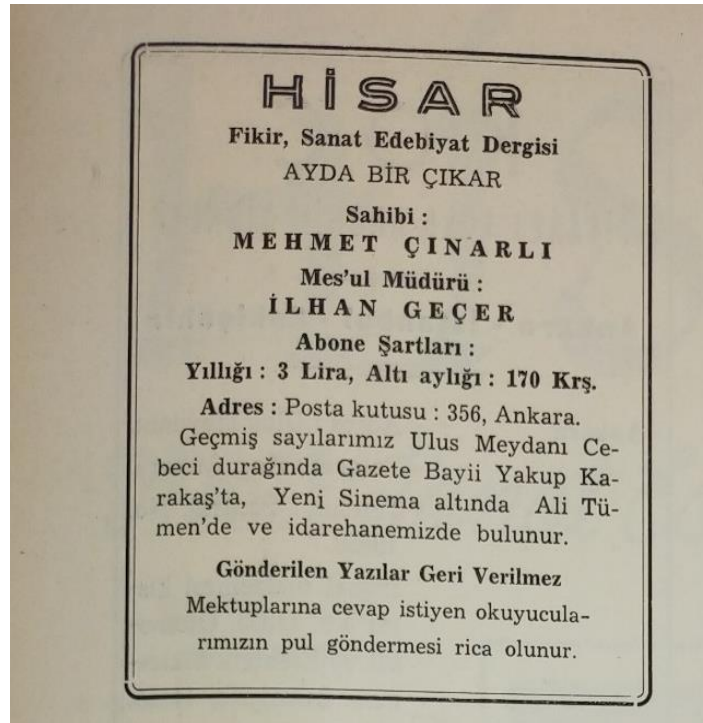 HİSAR
Fikir, Sanat Edebiyat Dergisi
AYDA BİR ÇIKAR
Sahibi :
MEHMET ÇINARLI
Mes'ul Müdürü :
İLHAN GEÇER
Abone Şartları :
Yıllığı : 3 Lira, Altı aylığı : 170 Krş.
Adres : Posta kutusu : 356, Ankara.
Geçmiş sayılarımız Ulus Meydanı Ce-
beci durağında Gazete Bayii Yakup Ka-
rakaş'ta, Yeni Sinema altında Ali Tü-
men'de ve idarehanemizde bulunur.
Gönderilen Yazılar Geri Verilmez
Mektuplarına cevap istiyen okuyucula-
rımızın pul göndermesi rica olunur.